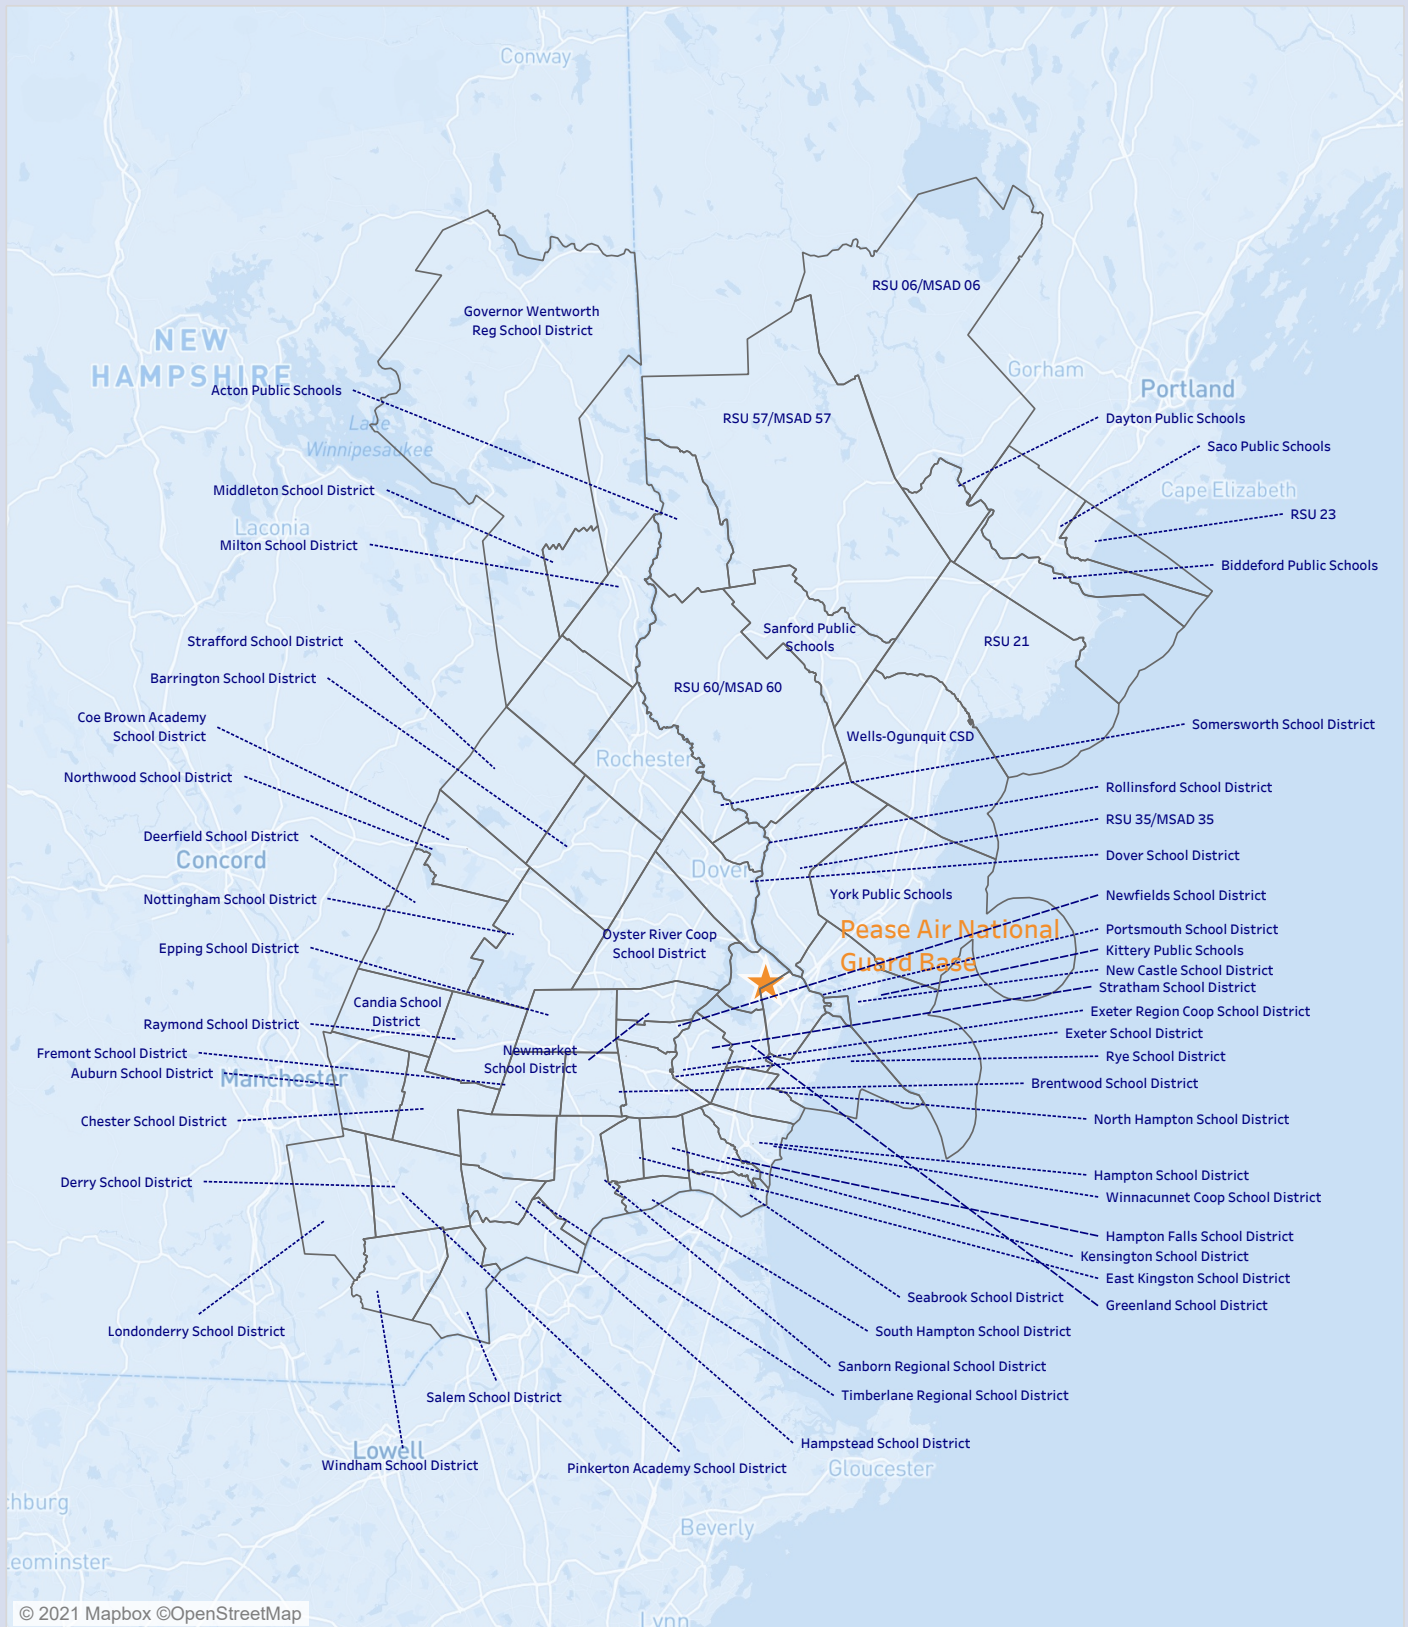 Conway
RSU 06/MSAD 06
Governor Wentworth
Reg School District
NEW
HAMPSHIRE
Gorham
Portland
Acton Public Schools
RSU 57/MSAD 57
Dayton Public Schools
Lake
Winnipesaukee
Saco Public Schools
Middleton School District
Cape Elizabeth
RSU 23
Laconia
Milton School District
Biddeford Public Schools
Sanford Public
Schools
Strafford School District
RSU 21
Barrington School District
RSU 60/MSAD 60
Coe Brown Academy
School District
Somersworth School District
Wells-Ogunquit CSD
Rochester
Northwood School District
Rollinsford School District
RSU 35/MSAD 35
Deerfield School District
Concord
Dover School District
Dover
York Public Schools
Newfields School District
Nottingham School District
Pease Air National
Guard Base
Portsmouth School District
Oyster River Coop
School District
Epping School District
Kittery Public Schools
New Castle School District
Stratham School District
Candia School
District
Exeter Region Coop School District
Raymond School District
Exeter School District
Newmarket
School District
Fremont School District
Rye School District
Auburn School District
Manchester
Brentwood School District
Chester School District
North Hampton School District
Hampton School District
Derry School District
Winnacunnet Coop School District
Hampton Falls School District
Kensington School District
East Kingston School District
Seabrook School District
Greenland School District
Londonderry School District
South Hampton School District
Sanborn Regional School District
Salem School District
Timberlane Regional School District
Hampstead School District
Lowell
Windham School District
Pinkerton Academy School District
Gloucester
chburg
Beverly
eominster
© 2021 Mapbox ©OpenStreetMap
Lynn